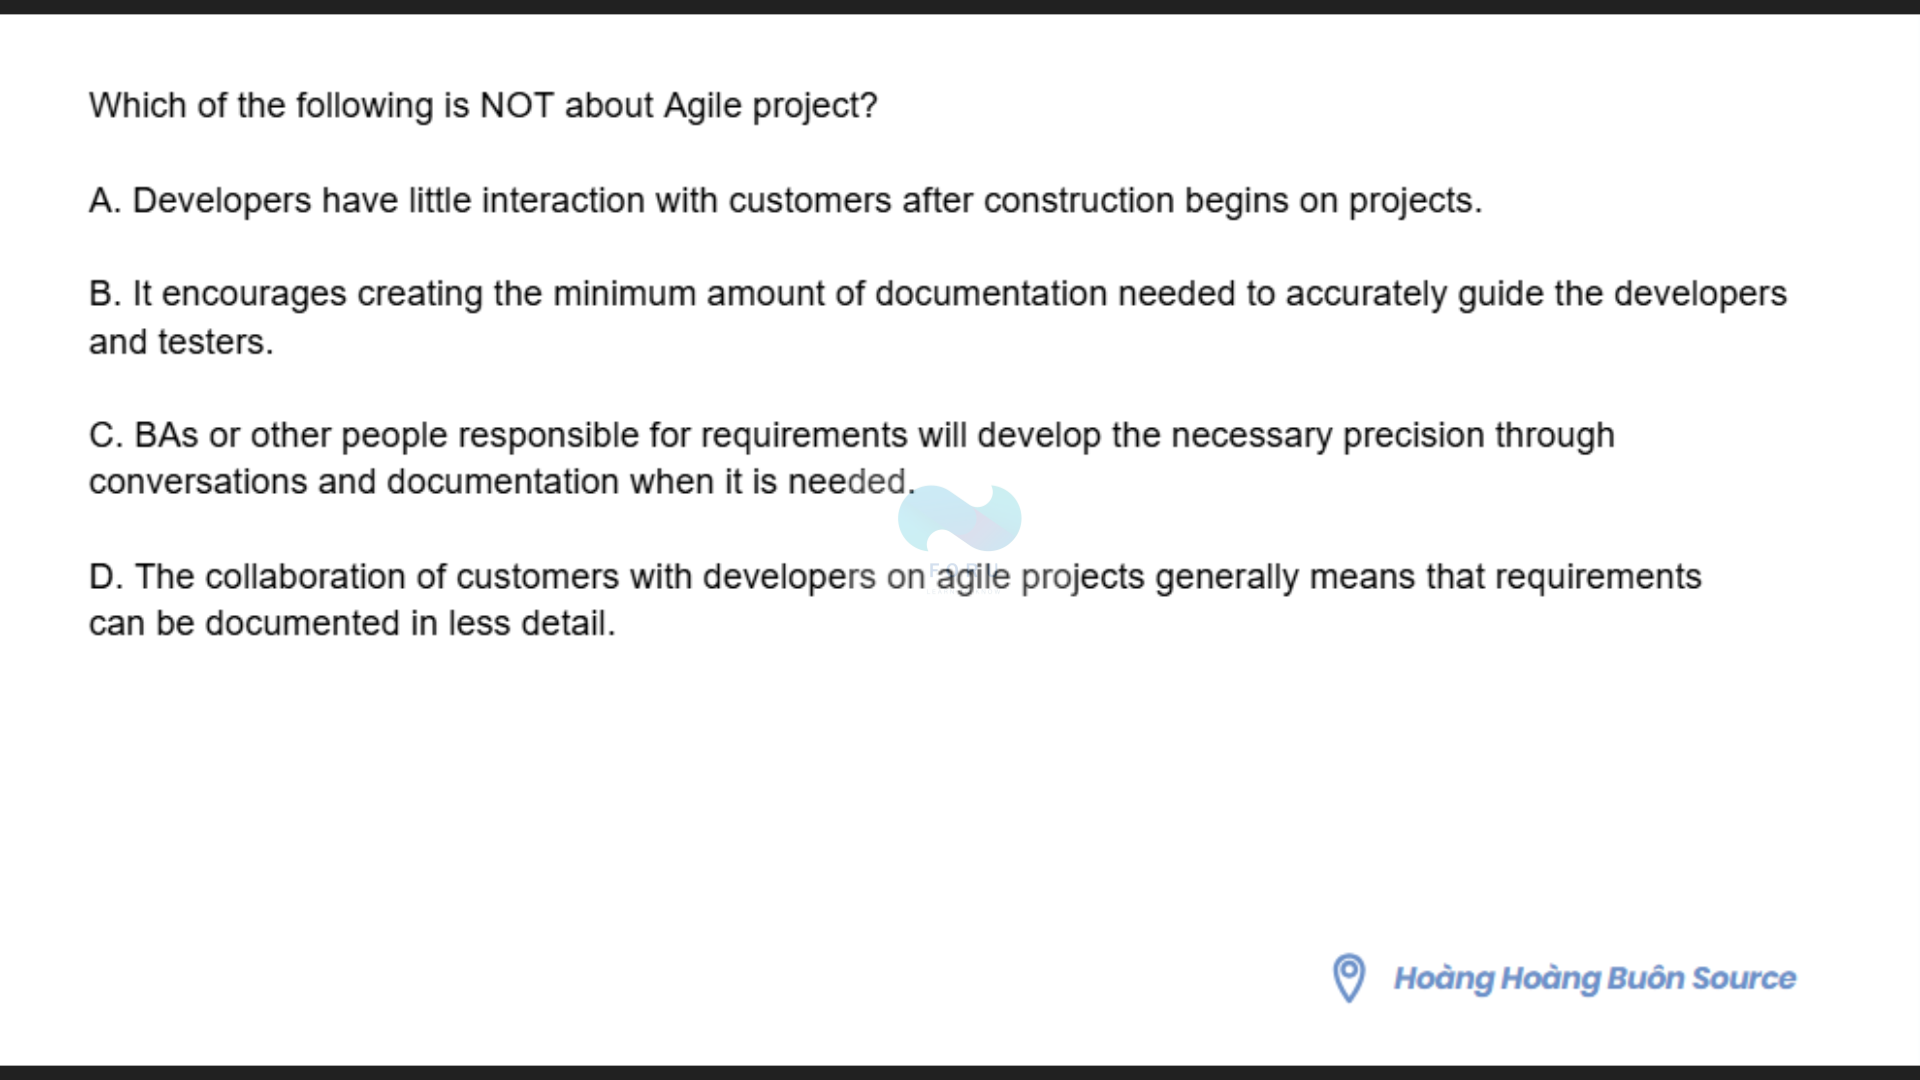 Which of the following is NOT about Agile project?
A. Developers have little interaction with customers after construction begins on projects.
B. It encourages creating the minimum amount of documentation needed to accurately guide the developers
and testers.
C. BAs or other people responsible for requirements will develop the necessary precision through
conversations and documentation when it is needed.
D. The collaboration of customers with developers on agile projects generally means that requirements
can be documented in less detail.
Hoàng Hoàng Buôn Source